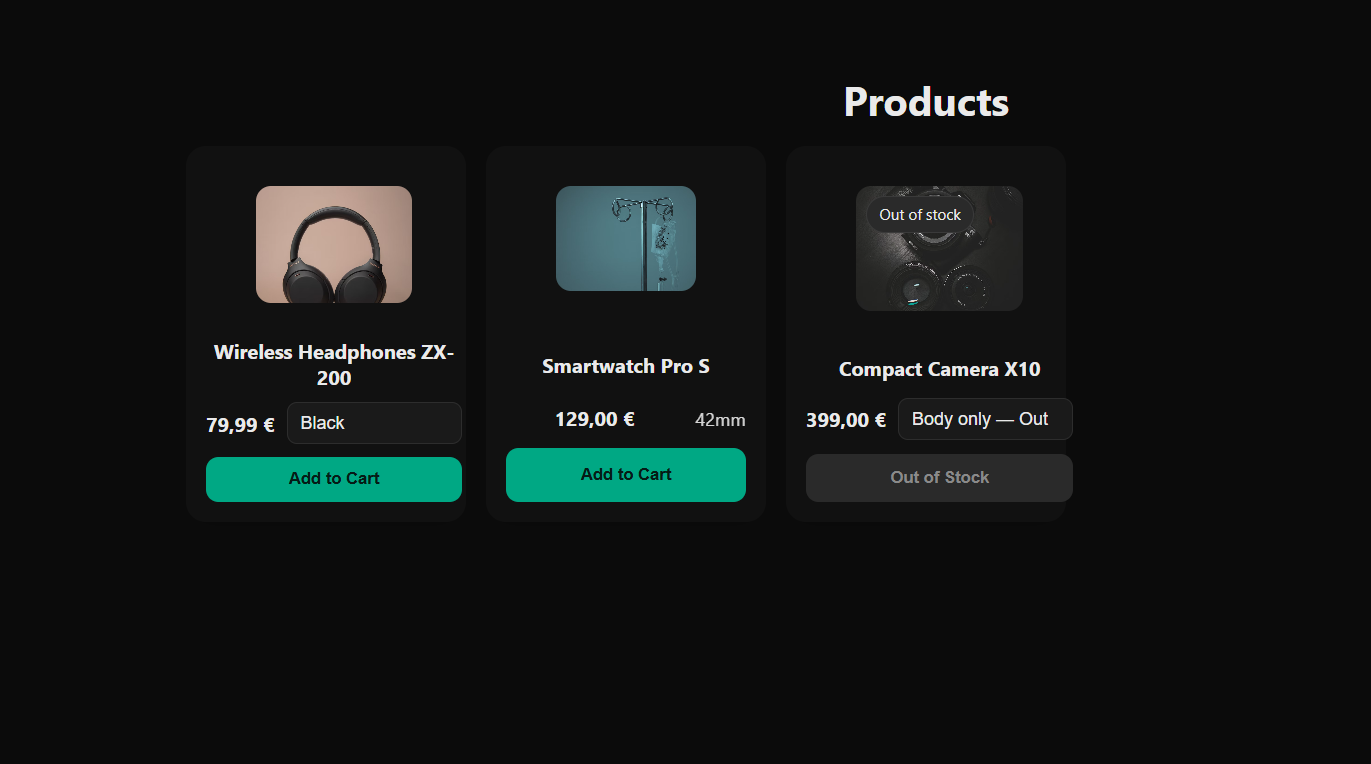 Products
Out of stock
Wireless Headphones ZX-
200
79,99 €
Black
Add to Cart
Smartwatch Pro S
129,00 €
42mm
Add to Cart
Compact Camera X10
399,00 €
Body only — Out
Out of Stock